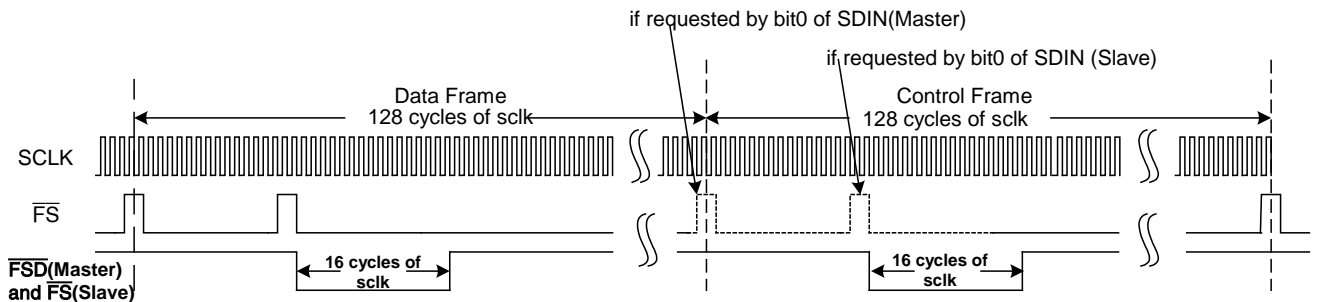 if requested by bit0 of SDIN(Master)
if requested by bit0 of SDIN (Slave)
Data Frame
128 cycles of sclk
Control Frame
128 cycles of sclk
SCLK
FS
16 cycles of
sclk
16 cycles of
sclk
FSD(Master)
and FS(Slave)